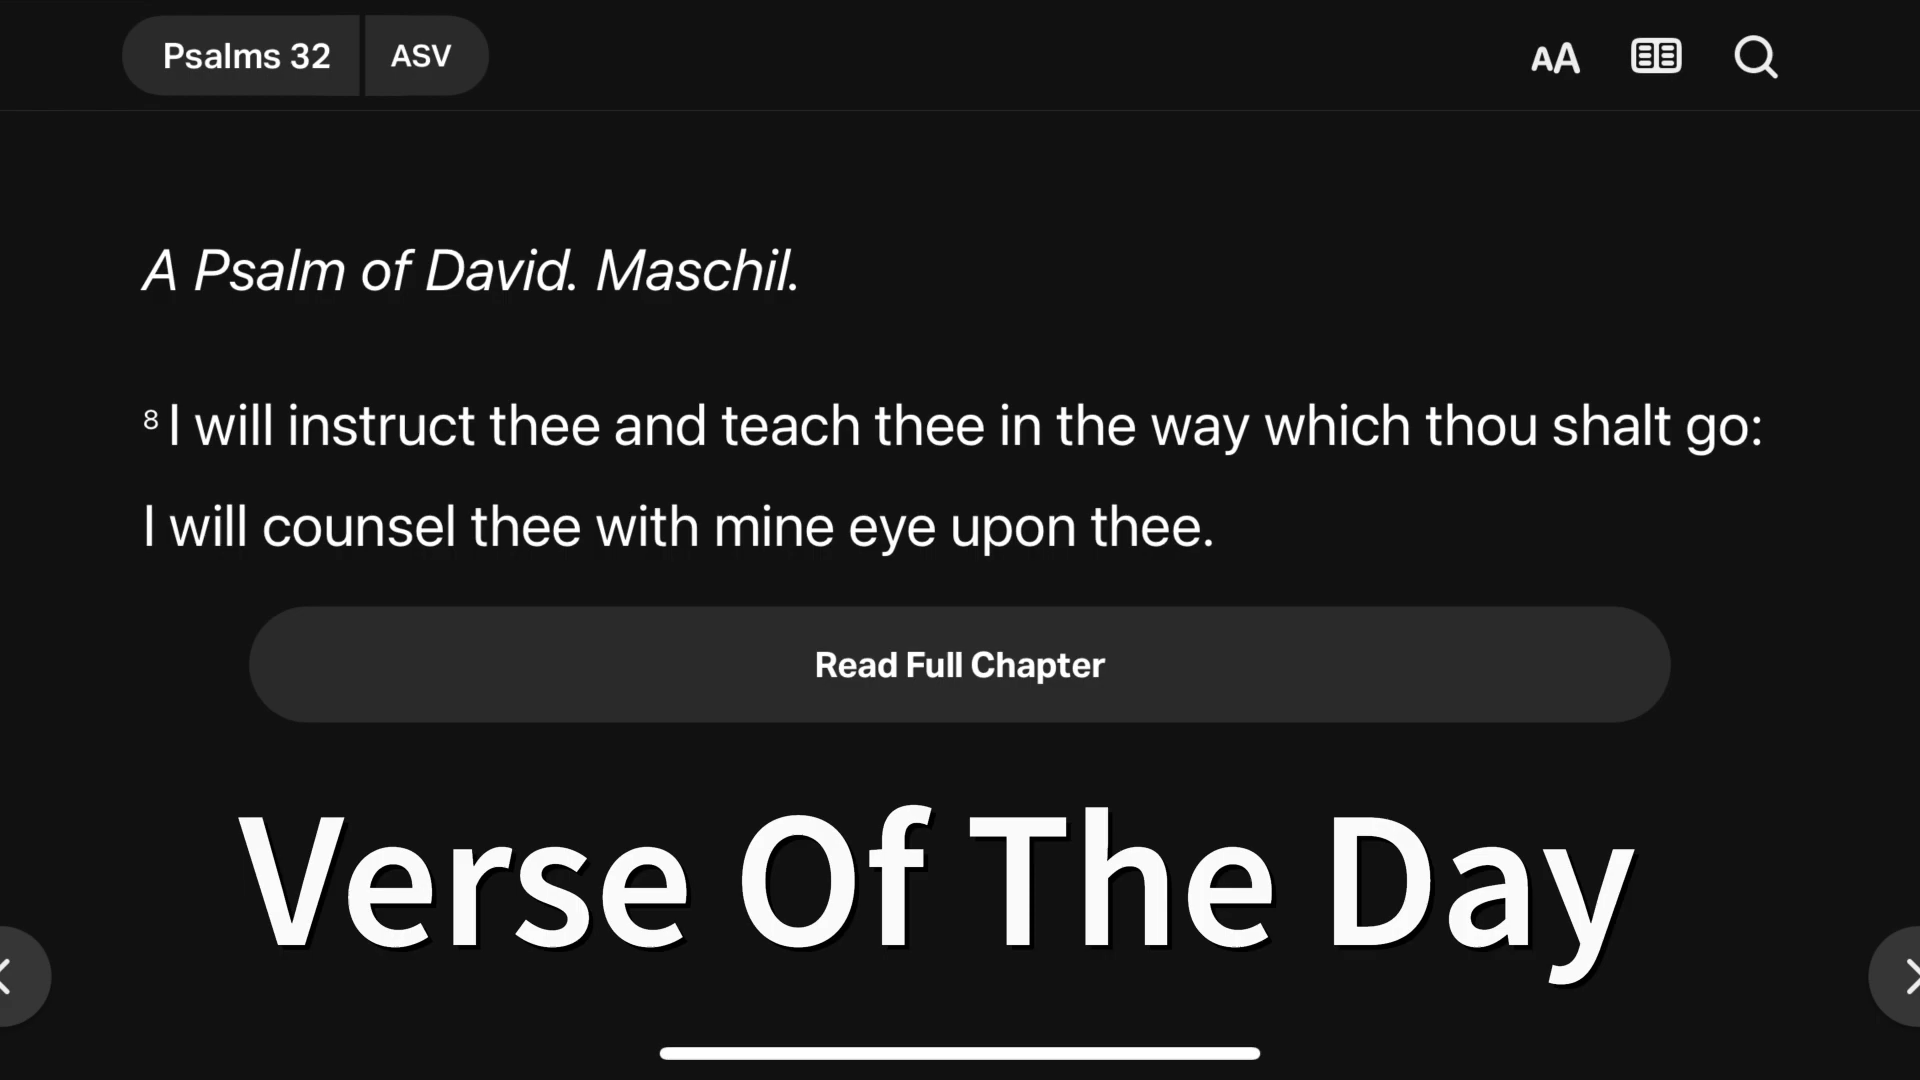 Psalms 32 ASV
AA
A Psalm of David. Maschil.
8 I will instruct thee and teach thee in the way which thou shalt go:
I will counsel thee with mine eye upon thee.
Read Full Chapter
Verse Of The Day